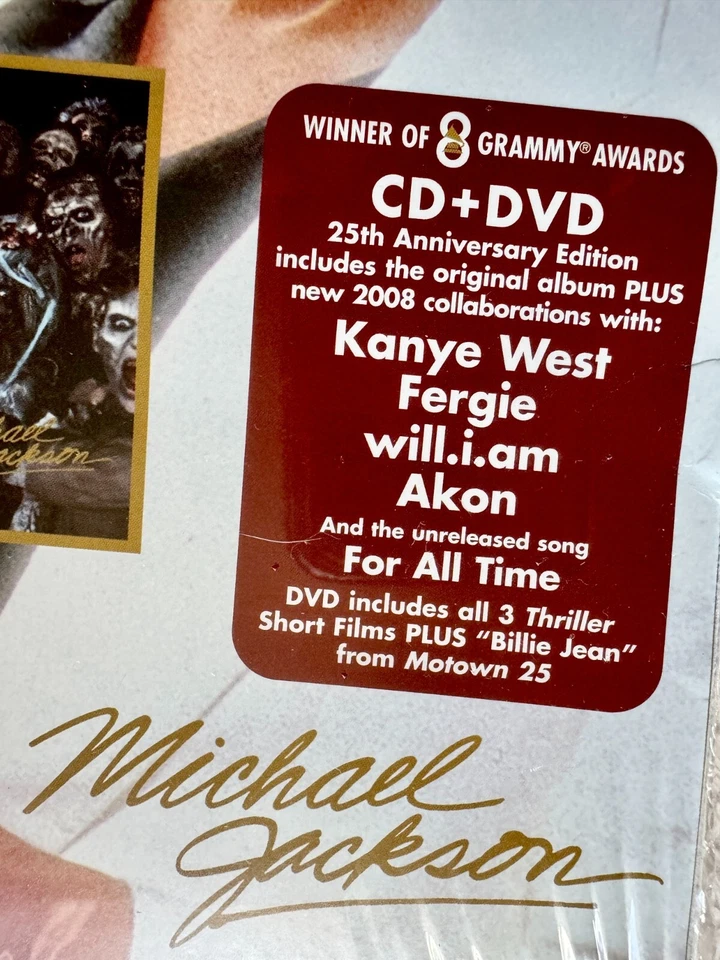 WINNER OF 8 GRAMMY® AWARDS
CD+DVD
25th Anniversary Edition
includes the original album PLUS
new 2008 collaborations with:
Kanye West
Fergie
will.i.am
Akon
And the unreleased song
For All Time
DVD includes all 3 Thriller
Short Films PLUS “Billie Jean”
from Motown 25
Michael
Jackson